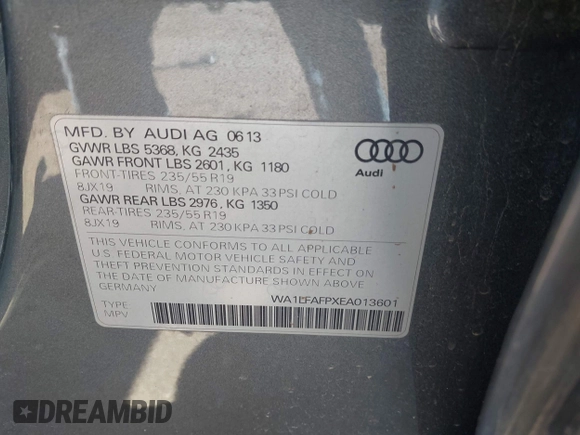 MFD. BY AUDI AG 06 13
GVWR LBS 5368, KG 2435
GAWR FRONT LBS 2601, KG 1180
FRONT-TIRES 235/55 R19
8JX19 RIMS, AT 230 KPA 33 PSI COLD
GAWR REAR LBS 2976, KG 1350
REAR-TIRES 235/55 R19
8JX19 RIMS, AT 230 KPA 33 PSI COLD
Audi
THIS VEHICLE CONFORMS TO ALL APPLICABLE
U.S FEDERAL MOTOR VEHICLE SAFETY AND
THEFT PREVENTION STANDARDS IN EFFECT
ON DATE OF MANUFACTURE SHOWN ABOVE
GERMANY
WA1LFAFPXEA013601
TYPE
MPV
DREAMBID